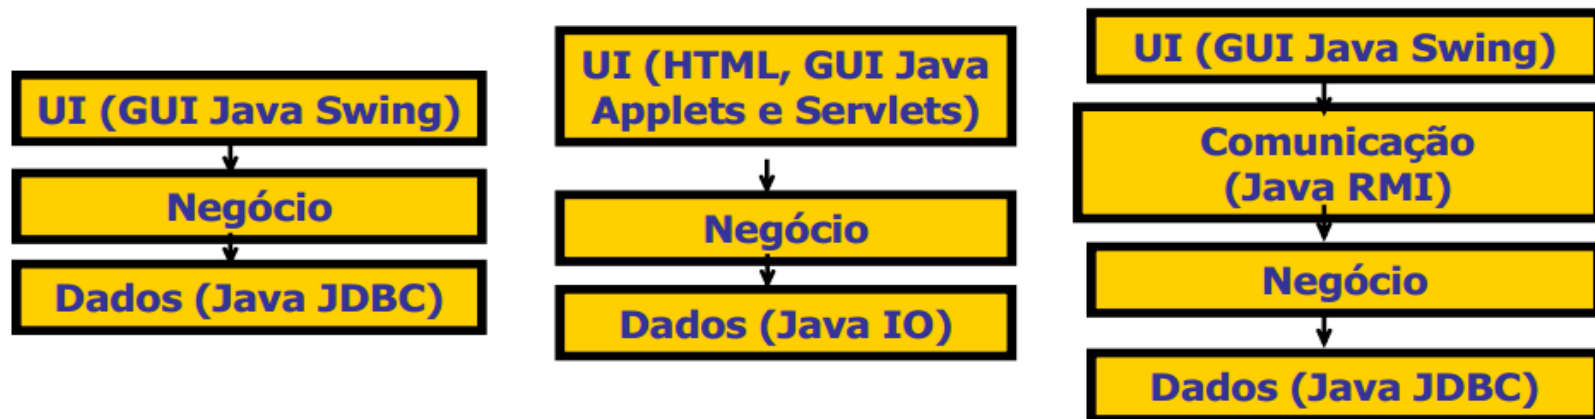 UI (GUI Java Swing)
Negócio
Dados (Java JDBC)
UI (HTML, GUI Java
Applets e Servlets)
Negócio
Dados (Java IO)
UI (GUI Java Swing)
Comunicação
(Java RMI)
Negócio
Dados (Java JDBC)